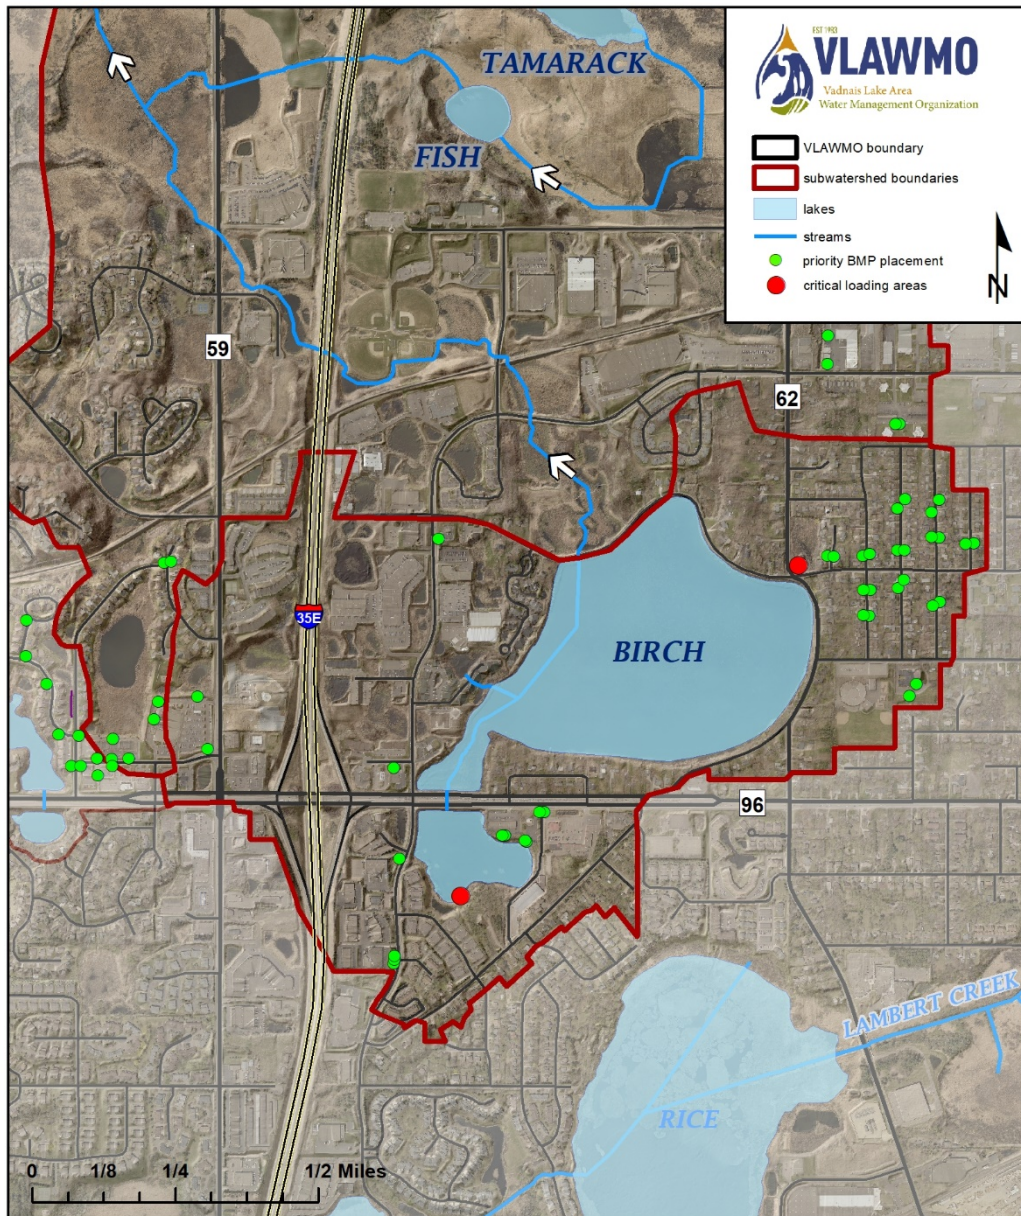 EST 1983
VLAWMO
Vadnais Lake Area
Water Management Organization
VLAWMO boundary
subwatershed boundaries
lakes
streams
priority BMP placement
critical loading areas
N
TAMARACK
FISH
59
62
35E
BIRCH
96
LAMBERT CREEK
RICE
0 1/8 1/4 1/2 Miles